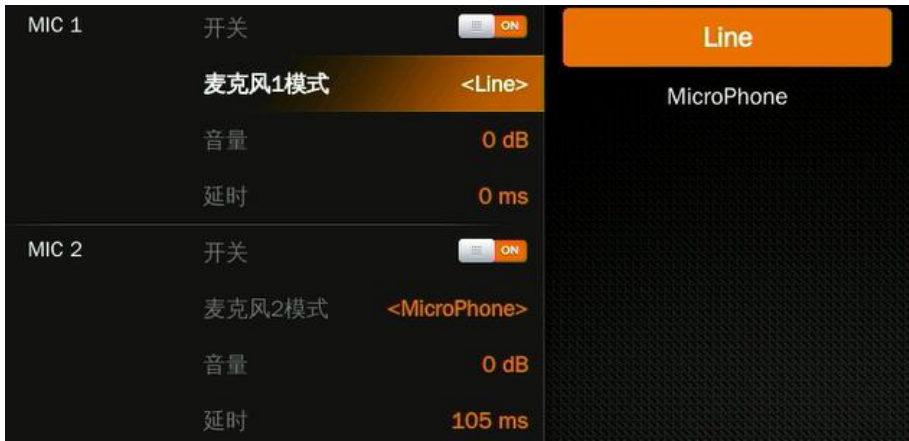 MIC 1 开关 ON
麦克风1模式 <Line>
音量 0 dB
延时 0 ms
MIC 2 开关 ON
麦克风2模式 <MicroPhone>
音量 0 dB
延时 105 ms
Line
MicroPhone